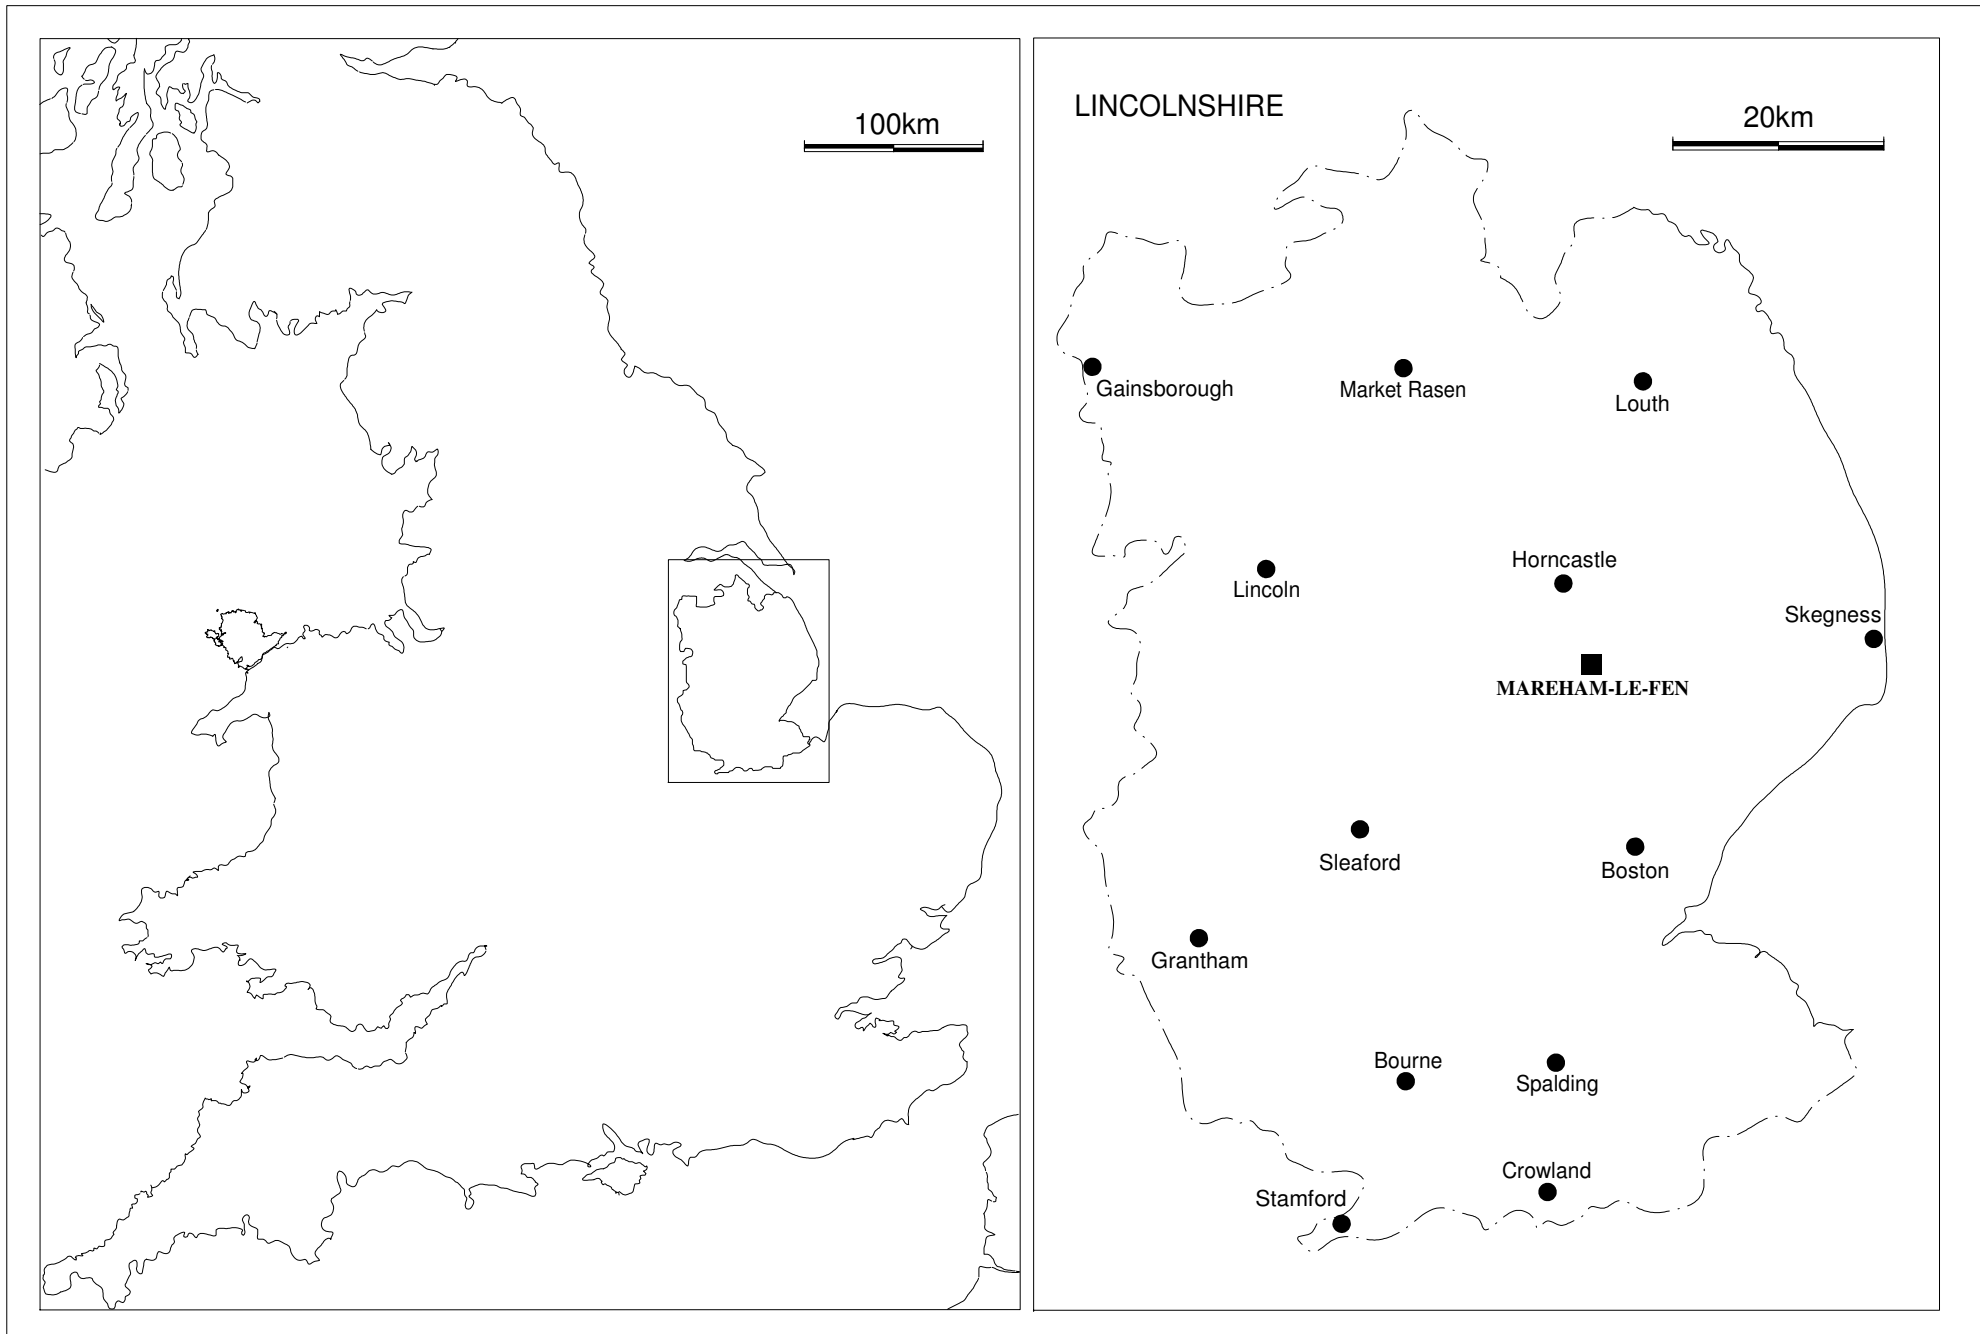 100km
LINCOLNSHIRE
20km
Gainsborough
Market Rasen
Louth
Horncastle
Lincoln
Skegness
MAREHAM-LE-FEN
Sleaford
Boston
Grantham
Bourne
Spalding
Crowland
Stamford